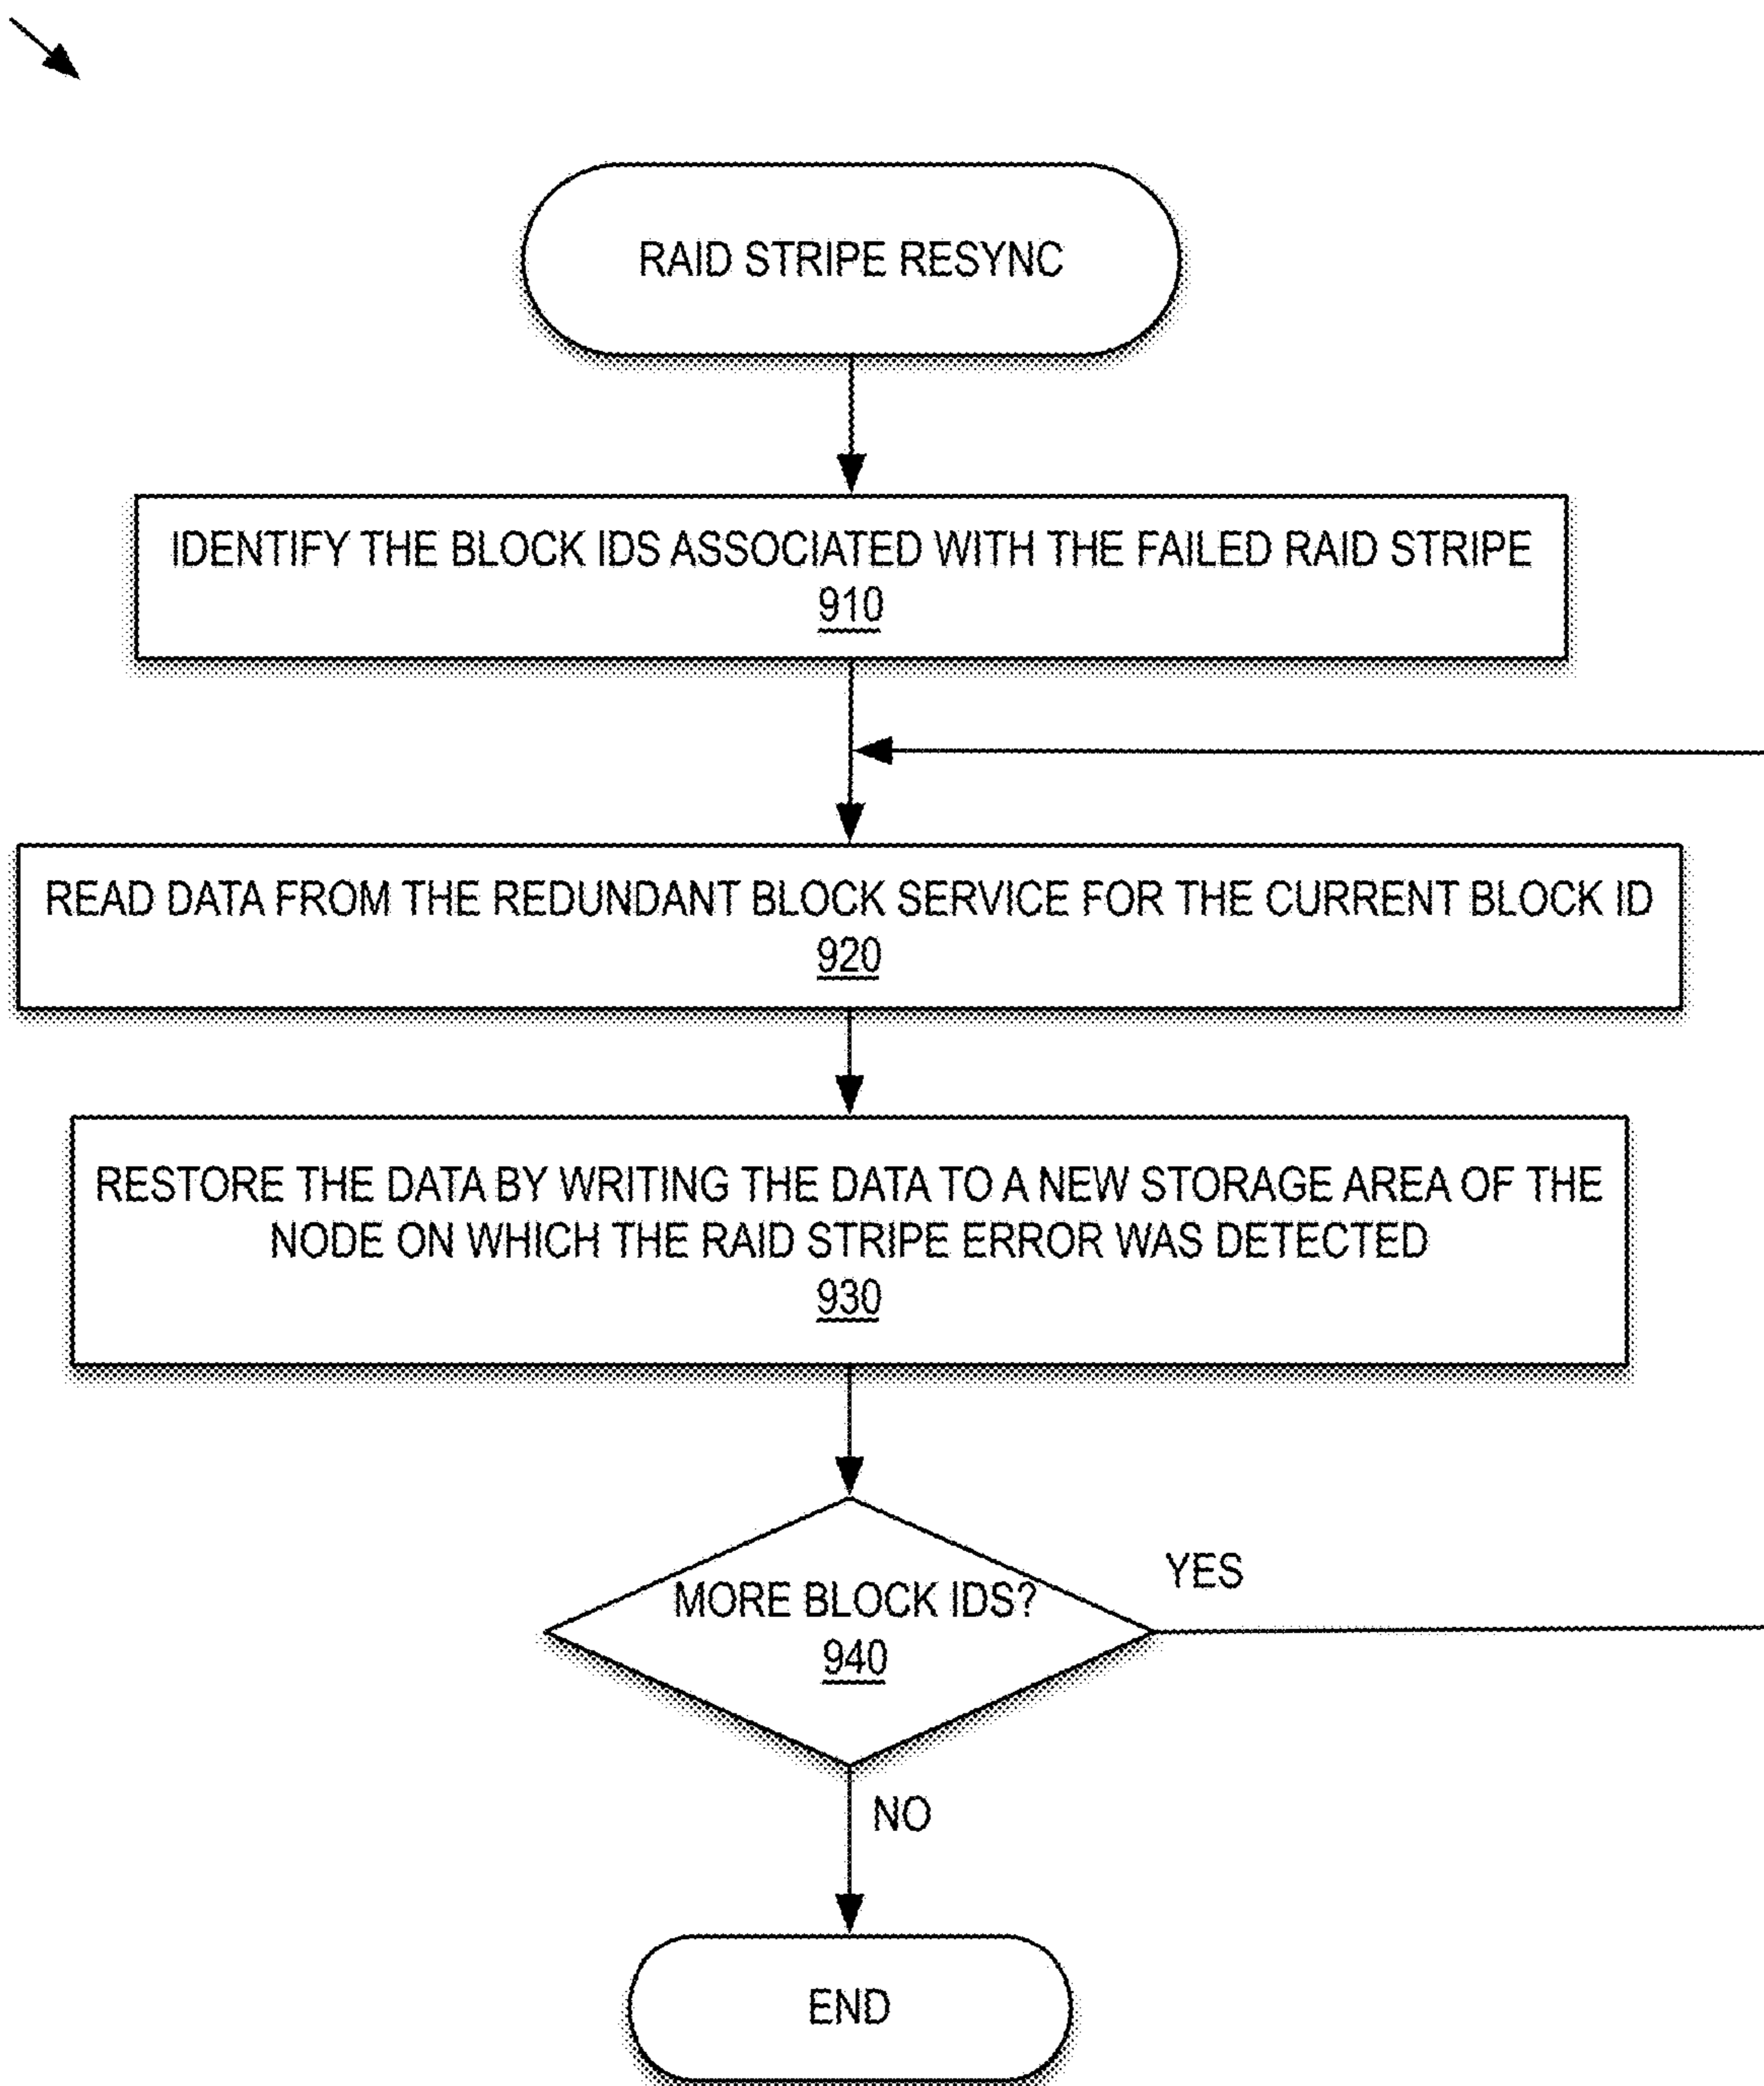 RAID STRIPE RESYNC
IDENTIFY THE BLOCK IDS ASSOCIATED WITH THE FAILED RAID STRIPE
910
READ DATA FROM THE REDUNDANT BLOCK SERVICE FOR THE CURRENT BLOCK ID
920
RESTORE THE DATA BY WRITING THE DATA TO A NEW STORAGE AREA OF THE
NODE ON WHICH THE RAID STRIPE ERROR WAS DETECTED
930
YES
MORE BLOCK IDS?
940
NO
END